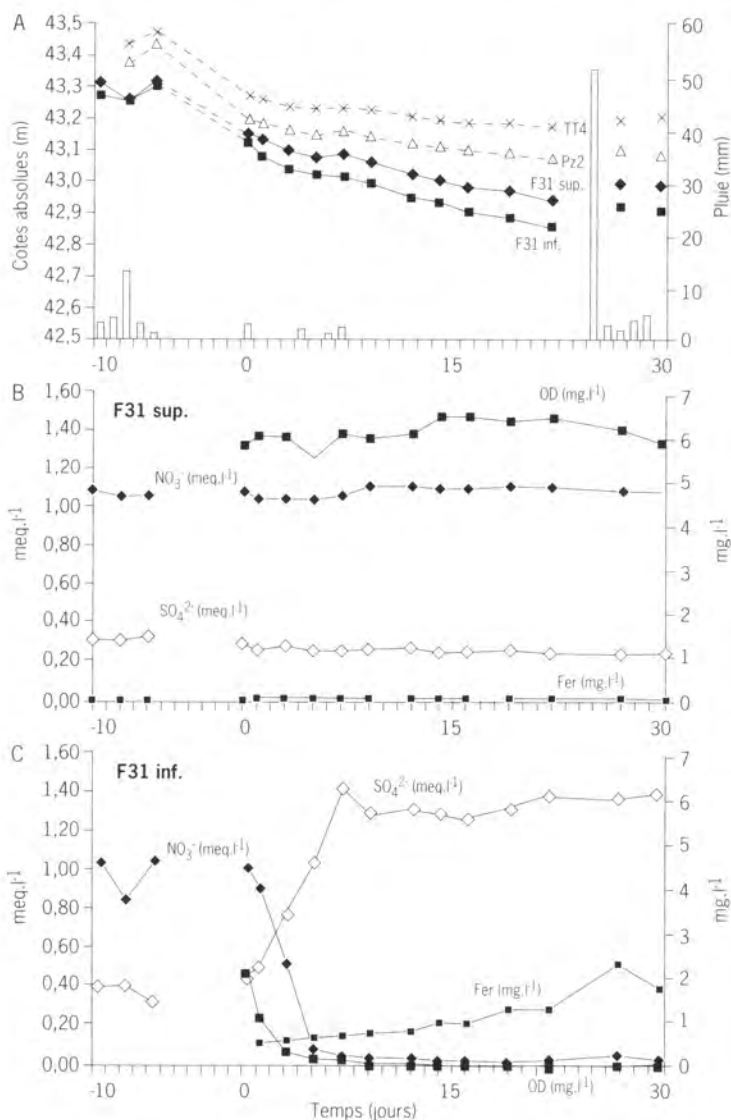 A
43,5
43,4
43,3
43,2
43,1
43,0
42,9
42,8
42,7
42,6
42,5
Cotes absolues (m)
60
50
40
30
20
10
0
Pluie (mm)
TT4
Pz2
F31 sup.
F31 inf.
-10
0
15
30
B
F31 sup.
1,60
1,40
1,20
1,00
0,80
0,60
0,40
0,20
0,00
meq.l-1
7
6
5
4
3
2
1
0
mg.l-1
OD (mg.l-1)
NO3- (meq.l-1)
SO4 2- (meq.l-1)
Fer (mg.l-1)
-10
0
15
30
C
F31 inf.
1,60
1,40
1,20
1,00
0,80
0,60
0,40
0,20
0,00
meq.l-1
7
6
5
4
3
2
1
0
mg.l-1
SO4 2- (meq.l-1)
NO3- (meq.l-1)
Fer (mg.l-1)
OD (mg.l-1)
-10
0
15
30
Temps (jours)